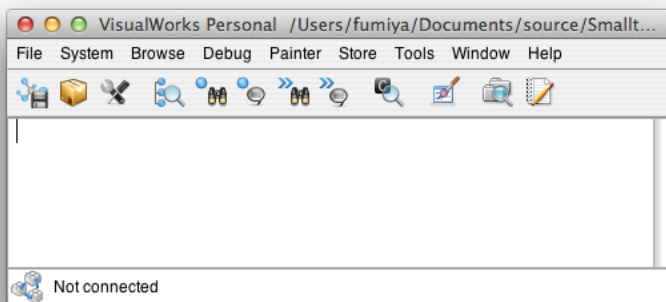 VisualWorks Personal /Users/fumiya/Documents/source/Smallt...
File System Browse Debug Painter Store Tools Window Help
Not connected